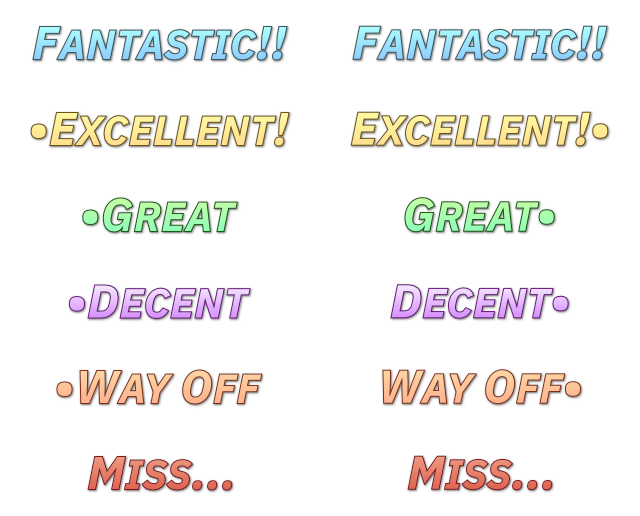 FANTASTIC!! FANTASTIC!!
•EXCELLENT! EXCELLENT!•
•GREAT GREAT•
•DECENT DECENT•
•WAY OFF WAY OFF•
MISS... MISS...